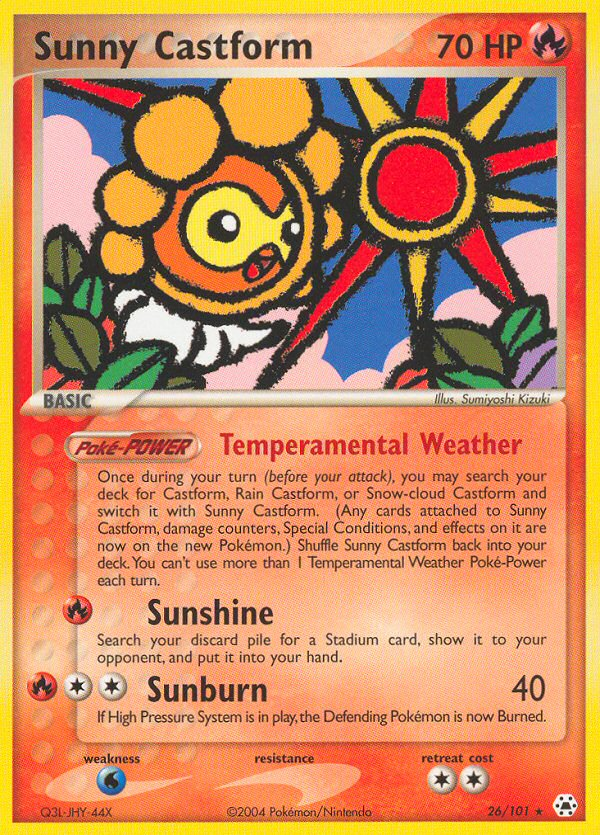 Sunny Castform 70 HP
BASIC
Illus. Sumiyoshi Kizuki
Poké-POWER Temperamental Weather
Once during your turn (before your attack), you may search your
deck for Castform, Rain Castform, or Snow-cloud Castform and
switch it with Sunny Castform. (Any cards attached to Sunny
Castform, damage counters, Special Conditions, and effects on it are
now on the new Pokémon.) Shuffle Sunny Castform back into your
deck. You can't use more than 1 Temperamental Weather Poké-Power
each turn.
Sunshine
Search your discard pile for a Stadium card, show it to your
opponent, and put it into your hand.
Sunburn 40
If High Pressure System is in play, the Defending Pokémon is now Burned.
weakness resistance retreat cost
Q3L-JHY-44X ©2004 Pokémon/Nintendo 26/101 ★